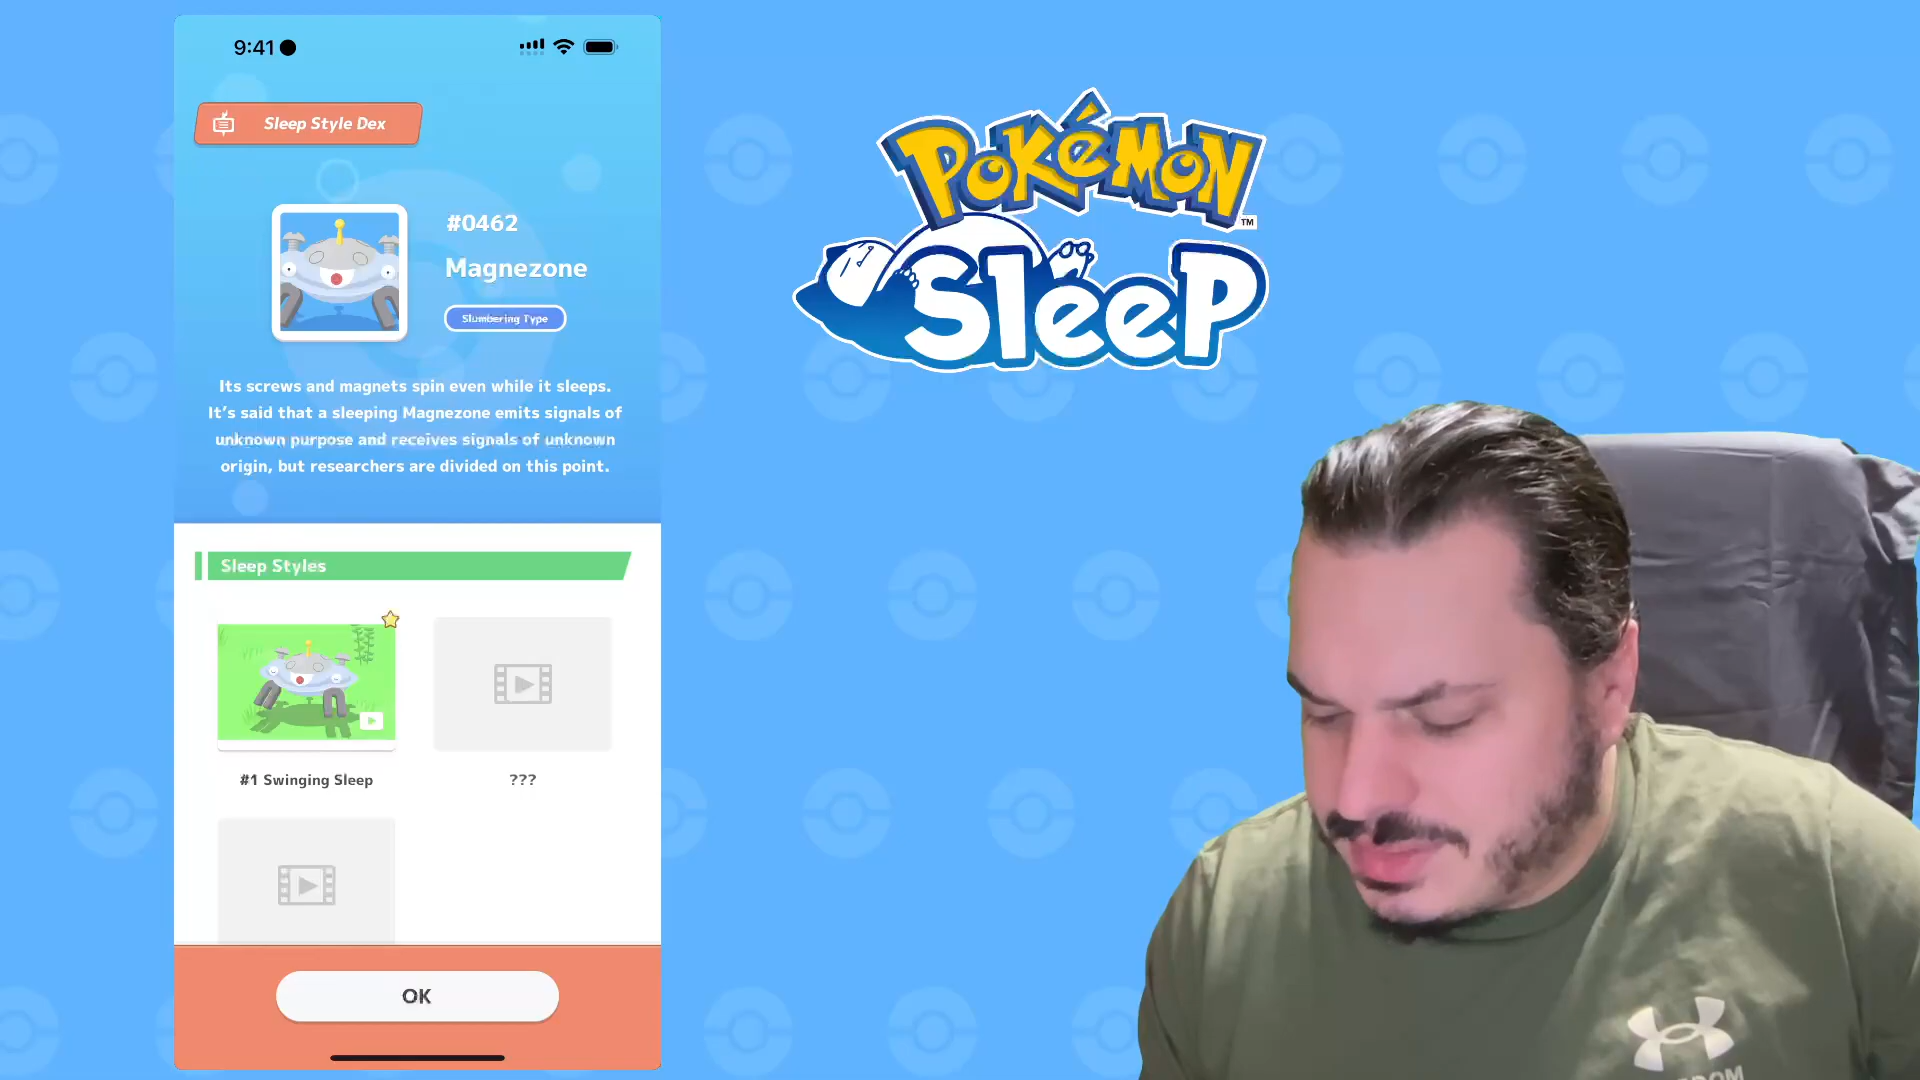 9:41
Sleep Style Dex
#0462
Magnezone
Slumbering Type
Its screws and magnets spin even while it sleeps.
It's said that a sleeping Magnezone emits signals of
unknown purpose and receives signals of unknown
origin, but researchers are divided on this point.
Sleep Styles
#1 Swinging Sleep
???
OK
POKéMON
TM
SleeP